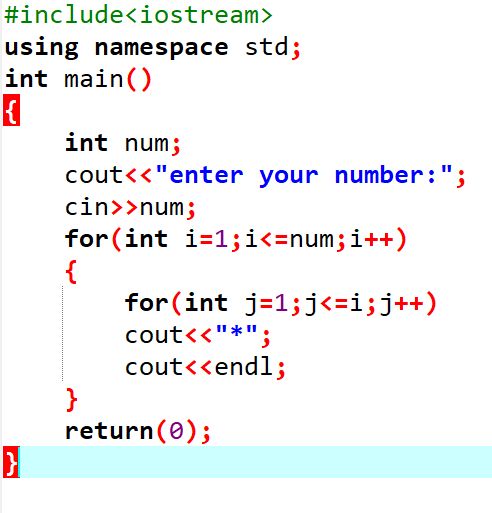 #include<iostream>
using namespace std;
int main()
{
    int num;
    cout<<"enter your number:";
    cin>>num;
    for(int i=1;i<=num;i++)
    {
        for(int j=1;j<=i;j++)
        cout<<"*";
        cout<<endl;
    }
    return(0);
}